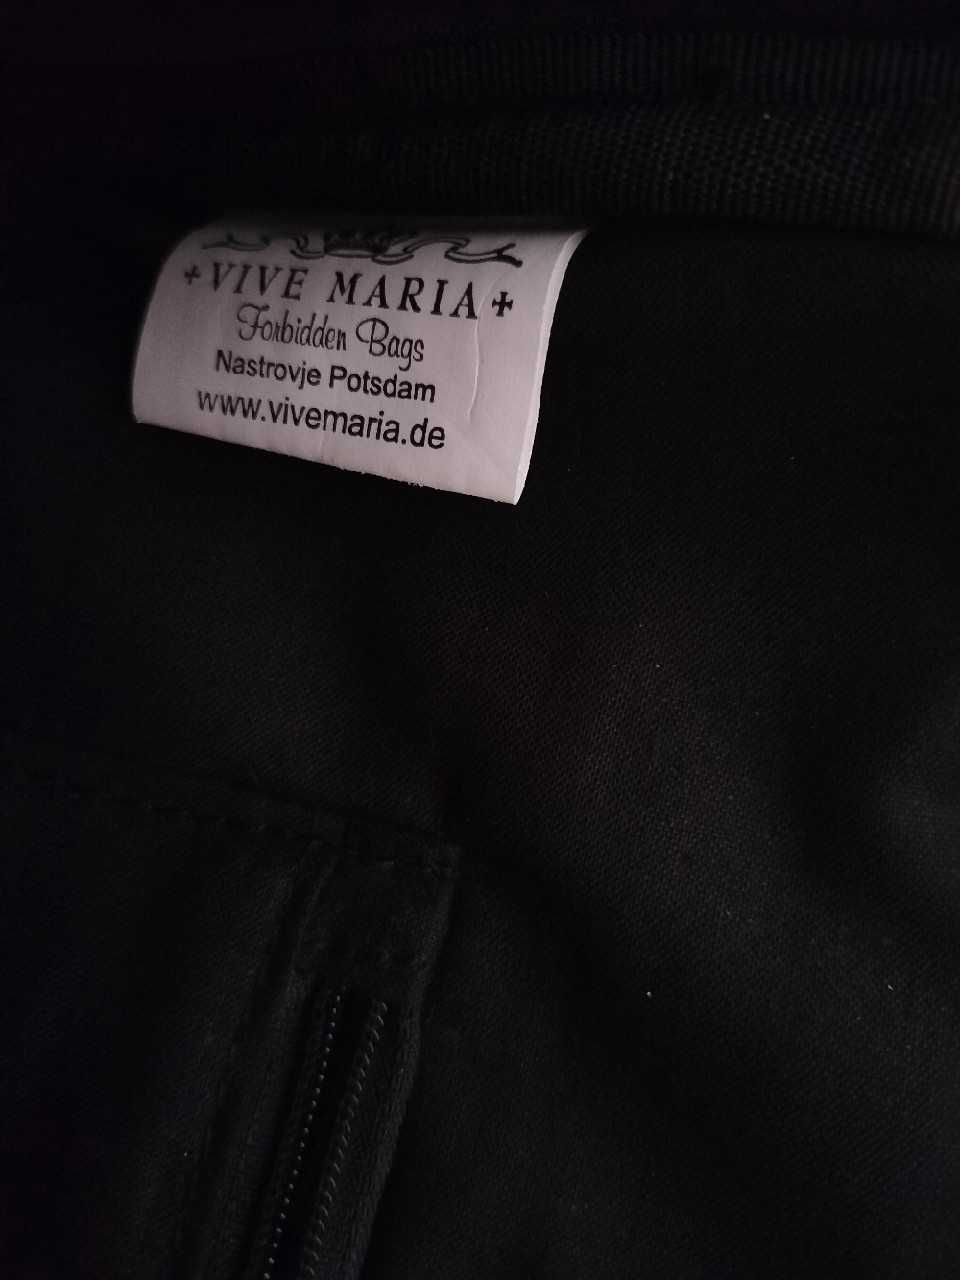 + VIVE MARIA +
Forbidden Bags
Nastrovje Potsdam
www.vivemaria.de